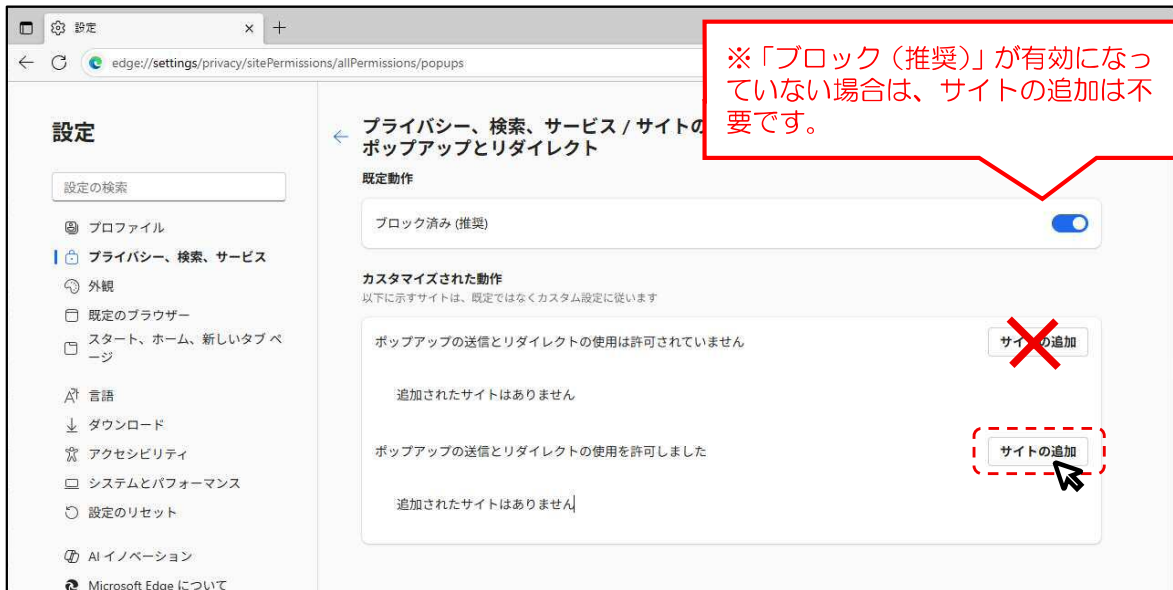 設定
edge://settings/privacy/sitePermissions/allPermissions/popups
※「ブロック（推奨）」が有効になっ
ていない場合は、サイトの追加は不
要です。
設定
設定の検索
プロファイル
プライバシー、検索、サービス
外観
既定のブラウザー
スタート、ホーム、新しいタブ ペ
ージ
言語
ダウンロード
アクセシビリティ
システムとパフォーマンス
設定のリセット
AI イノベーション
Microsoft Edge について
プライバシー、検索、サービス / サイトの
ポップアップとリダイレクト
既定動作
ブロック済み (推奨)
カスタマイズされた動作
以下に示すサイトは、既定ではなくカスタム設定に従います
ポップアップの送信とリダイレクトの使用は許可されていません
サイトの追加
追加されたサイトはありません
ポップアップの送信とリダイレクトの使用を許可しました
サイトの追加
追加されたサイトはありません